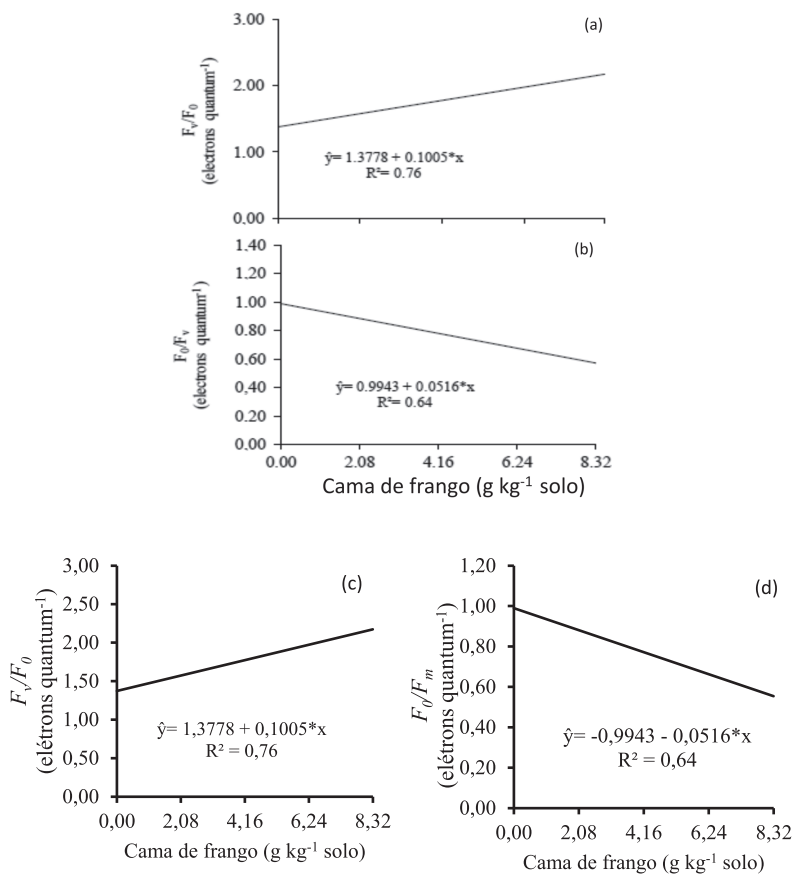 (a)
3.00
2.00
1.00
0.00
Fv/F0
(electrons quantum-1)
ŷ= 1.3778 + 0.1005*x
R²= 0.76
(b)
1,40
1,20
1.00
0.80
0.60
0,40
0.20
0.00
F0/Fv
(electrons quantum-1)
ŷ= 0.9943 + 0.0516*x
R²= 0.64
0.00 2.08 4.16 6.24 8.32
Cama de frango (g kg-1 solo)
(c)
3,00
2,50
2,00
1,50
1,00
0,50
0,00
Fv/F0
(elétrons quantum-1)
ŷ= 1,3778 + 0,1005*x
R² = 0,76
0,00 2,08 4,16 6,24 8,32
Cama de frango (g kg-1 solo)
(d)
1,20
1,00
0,80
0,60
0,40
0,20
0,00
F0/Fm
(elétrons quantum-1)
ŷ= -0,9943 - 0,0516*x
R² = 0,64
0,00 2,08 4,16 6,24 8,32
Cama de frango (g kg-1 solo)